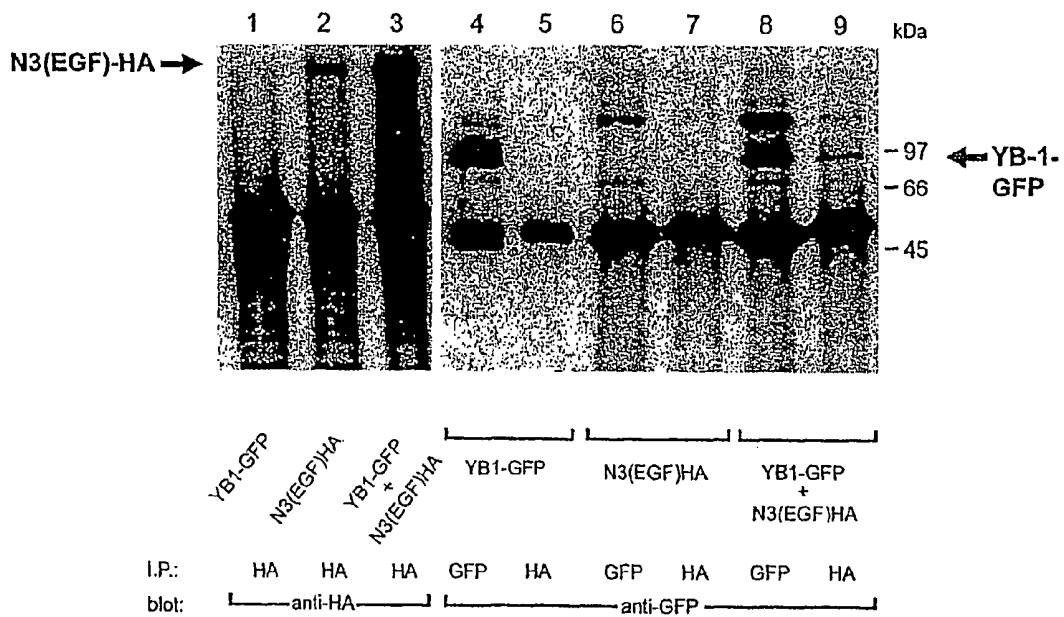 1 2 3 4 5 6 7 8 9 kDa
N3(EGF)-HA
97
YB-1-
GFP
66
45
YB1-GFP
N3(EGF)HA
YB1-GFP
+
N3(EGF)HA
YB1-GFP
N3(EGF)HA
YB1-GFP
+
N3(EGF)HA
I.P.: HA HA HA GFP HA GFP HA GFP HA
blot: anti-HA anti-GFP